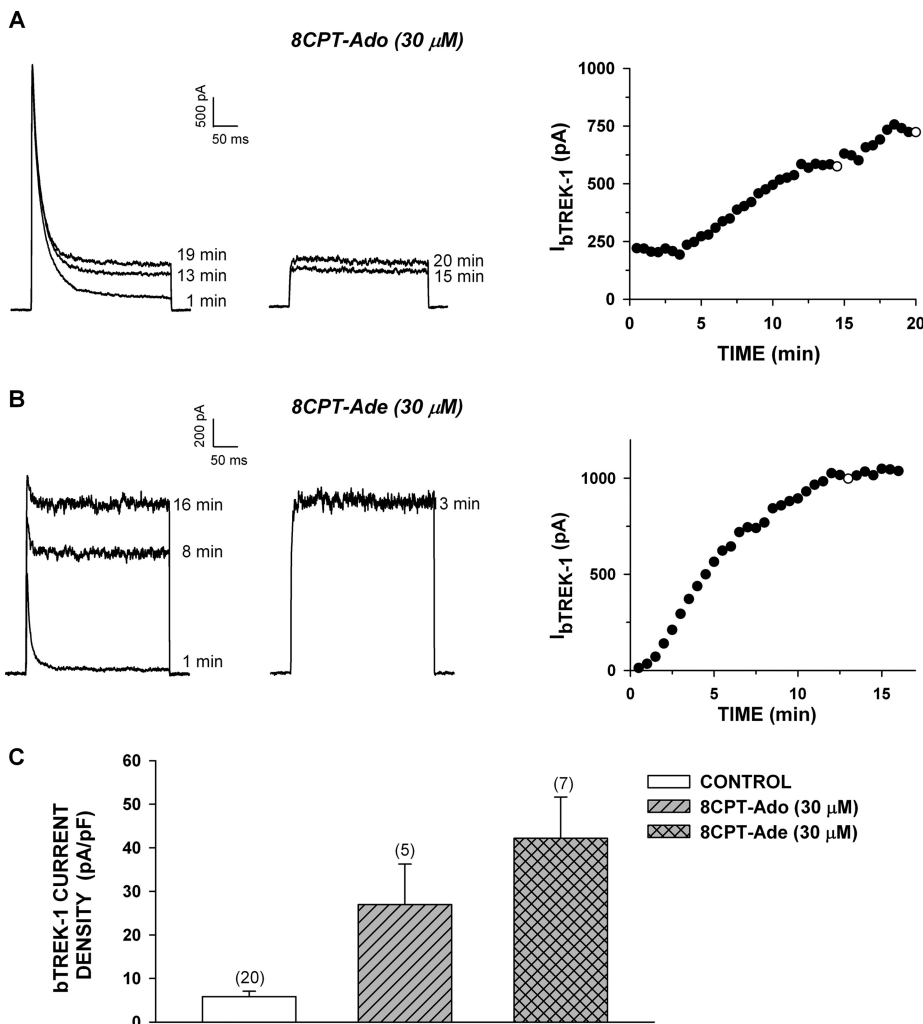 A
8CPT-Ado (30 µM)
500 pA
50 ms
19 min
13 min
1 min
20 min
15 min
IbTREK-1 (pA)
1000
750
500
250
0
0 5 10 15 20
TIME (min)
B
8CPT-Ade (30 µM)
200 pA
50 ms
16 min
8 min
1 min
3 min
IbTREK-1 (pA)
1000
500
0
0 5 10 15
TIME (min)
C
bTREK-1 CURRENT
DENSITY (pA/pF)
60
50
40
30
20
10
0
(20)
(5)
(7)
CONTROL
8CPT-Ado (30 µM)
8CPT-Ade (30 µM)